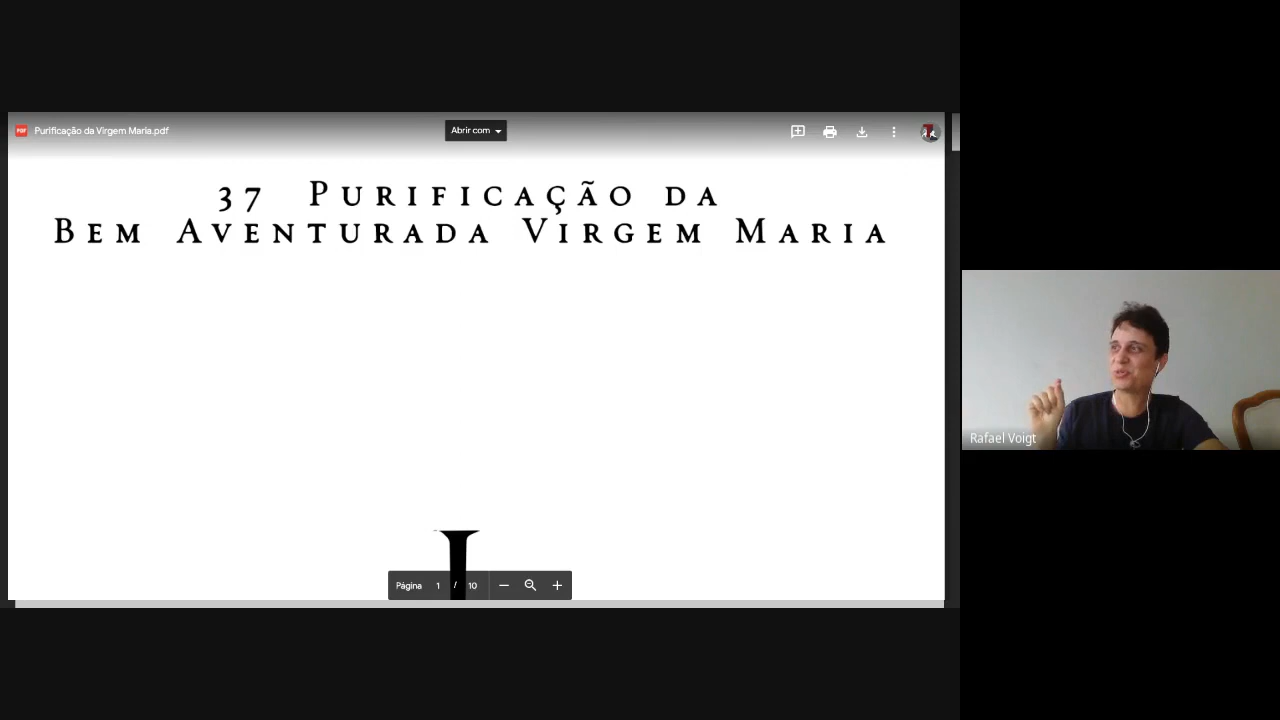 Purificação da Virgem Maria.pdf
Abrir com
37 Purificação da
Bem Aventurada Virgem Maria
I
Página 1 / 10
Rafael Voigt